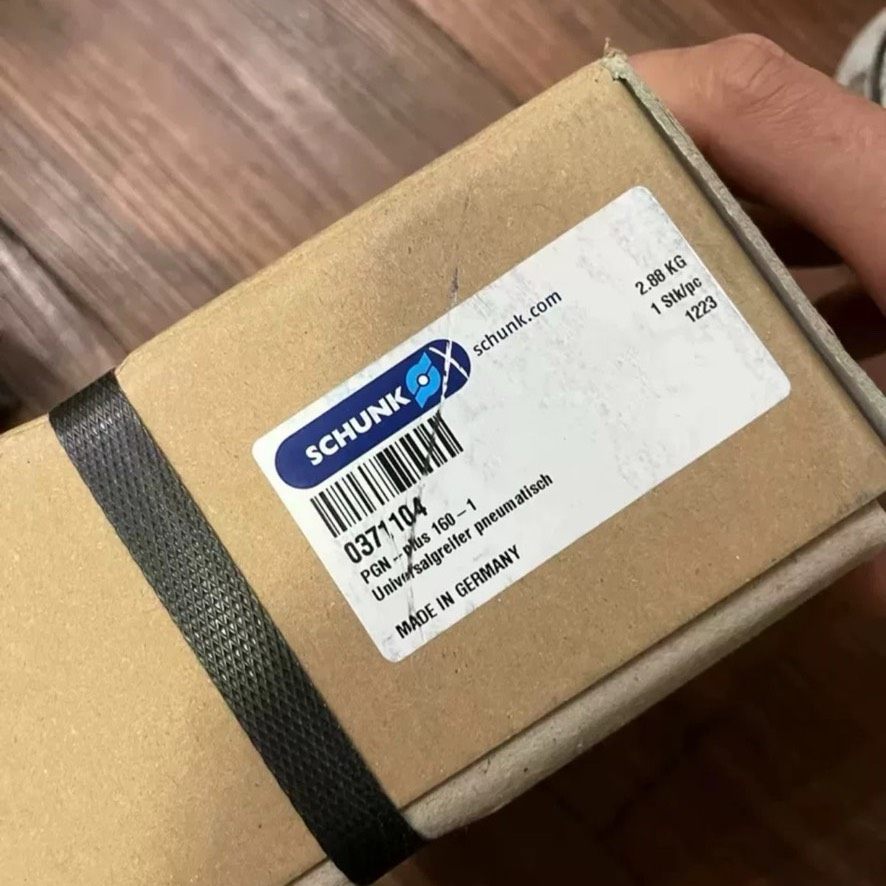 SCHUNK
schunk.com
2.88 KG
1 Stk/pc
1223
0371104
PGN-plus 160-1
Universalgreifer pneumatisch
MADE IN GERMANY